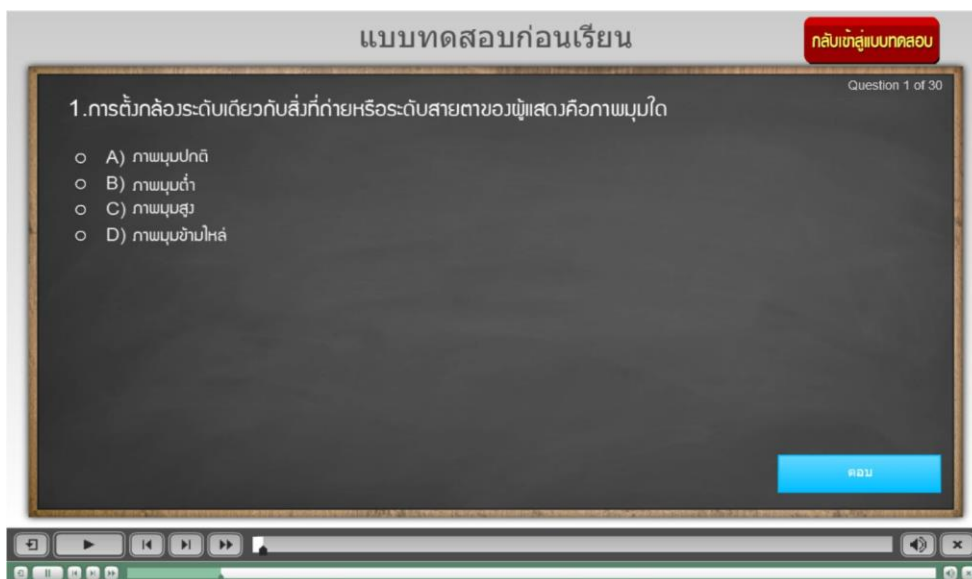 แบบทดสอบก่อนเรียน
กลับเข้าสู่แบบทดสอบ
Question 1 of 30
1.การตั้งกล้องระดับเดียวกับสิ่งที่ถ่ายหรือระดับสายตาของผู้แสดงคือภาพมุมใด
A) ภาพมุมปกติ
B) ภาพมุมต่ำ
C) ภาพมุมสูง
D) ภาพมุมข้ามไหล่
ตอบ